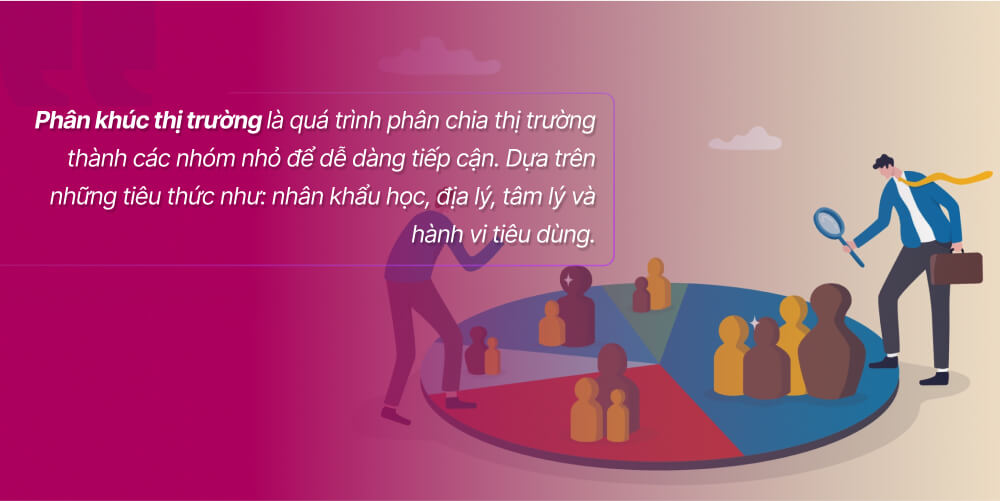 Phân khúc thị trường là quá trình phân chia thị trường
thành các nhóm nhỏ để dễ dàng tiếp cận. Dựa trên
những tiêu thức như: nhân khẩu học, địa lý, tâm lý và
hành vi tiêu dùng.